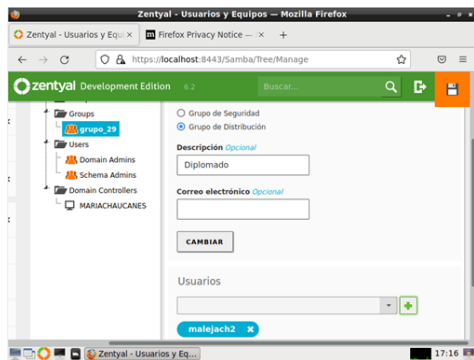 Zentyal - Usuarios y Equipos — Mozilla Firefox
Zentyal - Usuarios y Equi
Firefox Privacy Notice —
https://localhost:8443/Samba/Tree/Manage
zentyal Development Edition 6.2
Buscar...
Groups
grupo_29
Users
Domain Admins
Schema Admins
Domain Controllers
MARIACHAUCANES
Grupo de Seguridad
Grupo de Distribución
Descripción Opcional
Diplomado
Correo electrónico Opcional
CAMBIAR
Usuarios
malejach2 x
Zentyal - Usuarios y Eq...
17:16